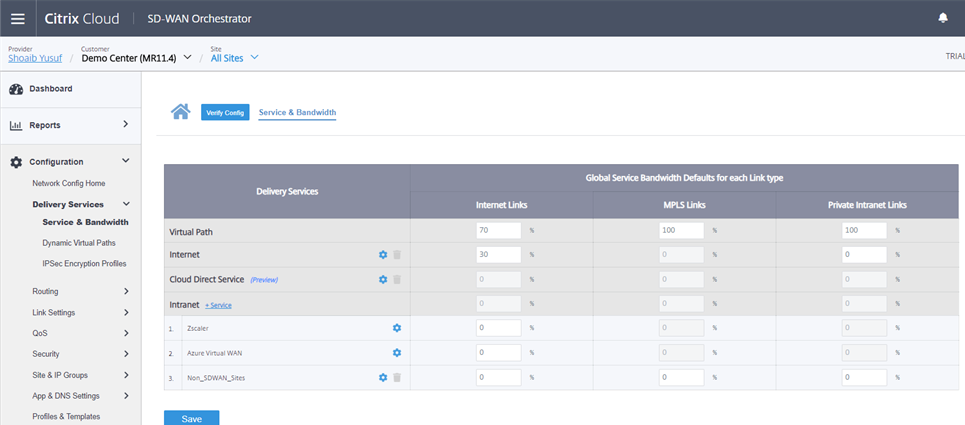 Citrix Cloud SD-WAN Orchestrator
Provider Customer Site
Shoaib Yusuf / Demo Center (MR11.4) / All Sites TRIAL
Dashboard
Reports
Configuration
Network Config Home
Delivery Services
Service & Bandwidth
Dynamic Virtual Paths
IPSec Encryption Profiles
Routing
Link Settings
QoS
Security
Site & IP Groups
App & DNS Settings
Profiles & Templates
Verify Config Service & Bandwidth
Delivery Services Global Service Bandwidth Defaults for each Link type
Internet Links MPLS Links Private Intranet Links
Virtual Path 70 % 100 % 100 %
Internet 30 % 0 % 0 %
Cloud Direct Service (Preview) 0 % 0 % 0 %
Intranet + Service 0 % 0 % 0 %
1. Zscaler 0 % 0 % 0 %
2. Azure Virtual WAN 0 % 0 % 0 %
3. Non_SDWAN_Sites 0 % 0 % 0 %
Save